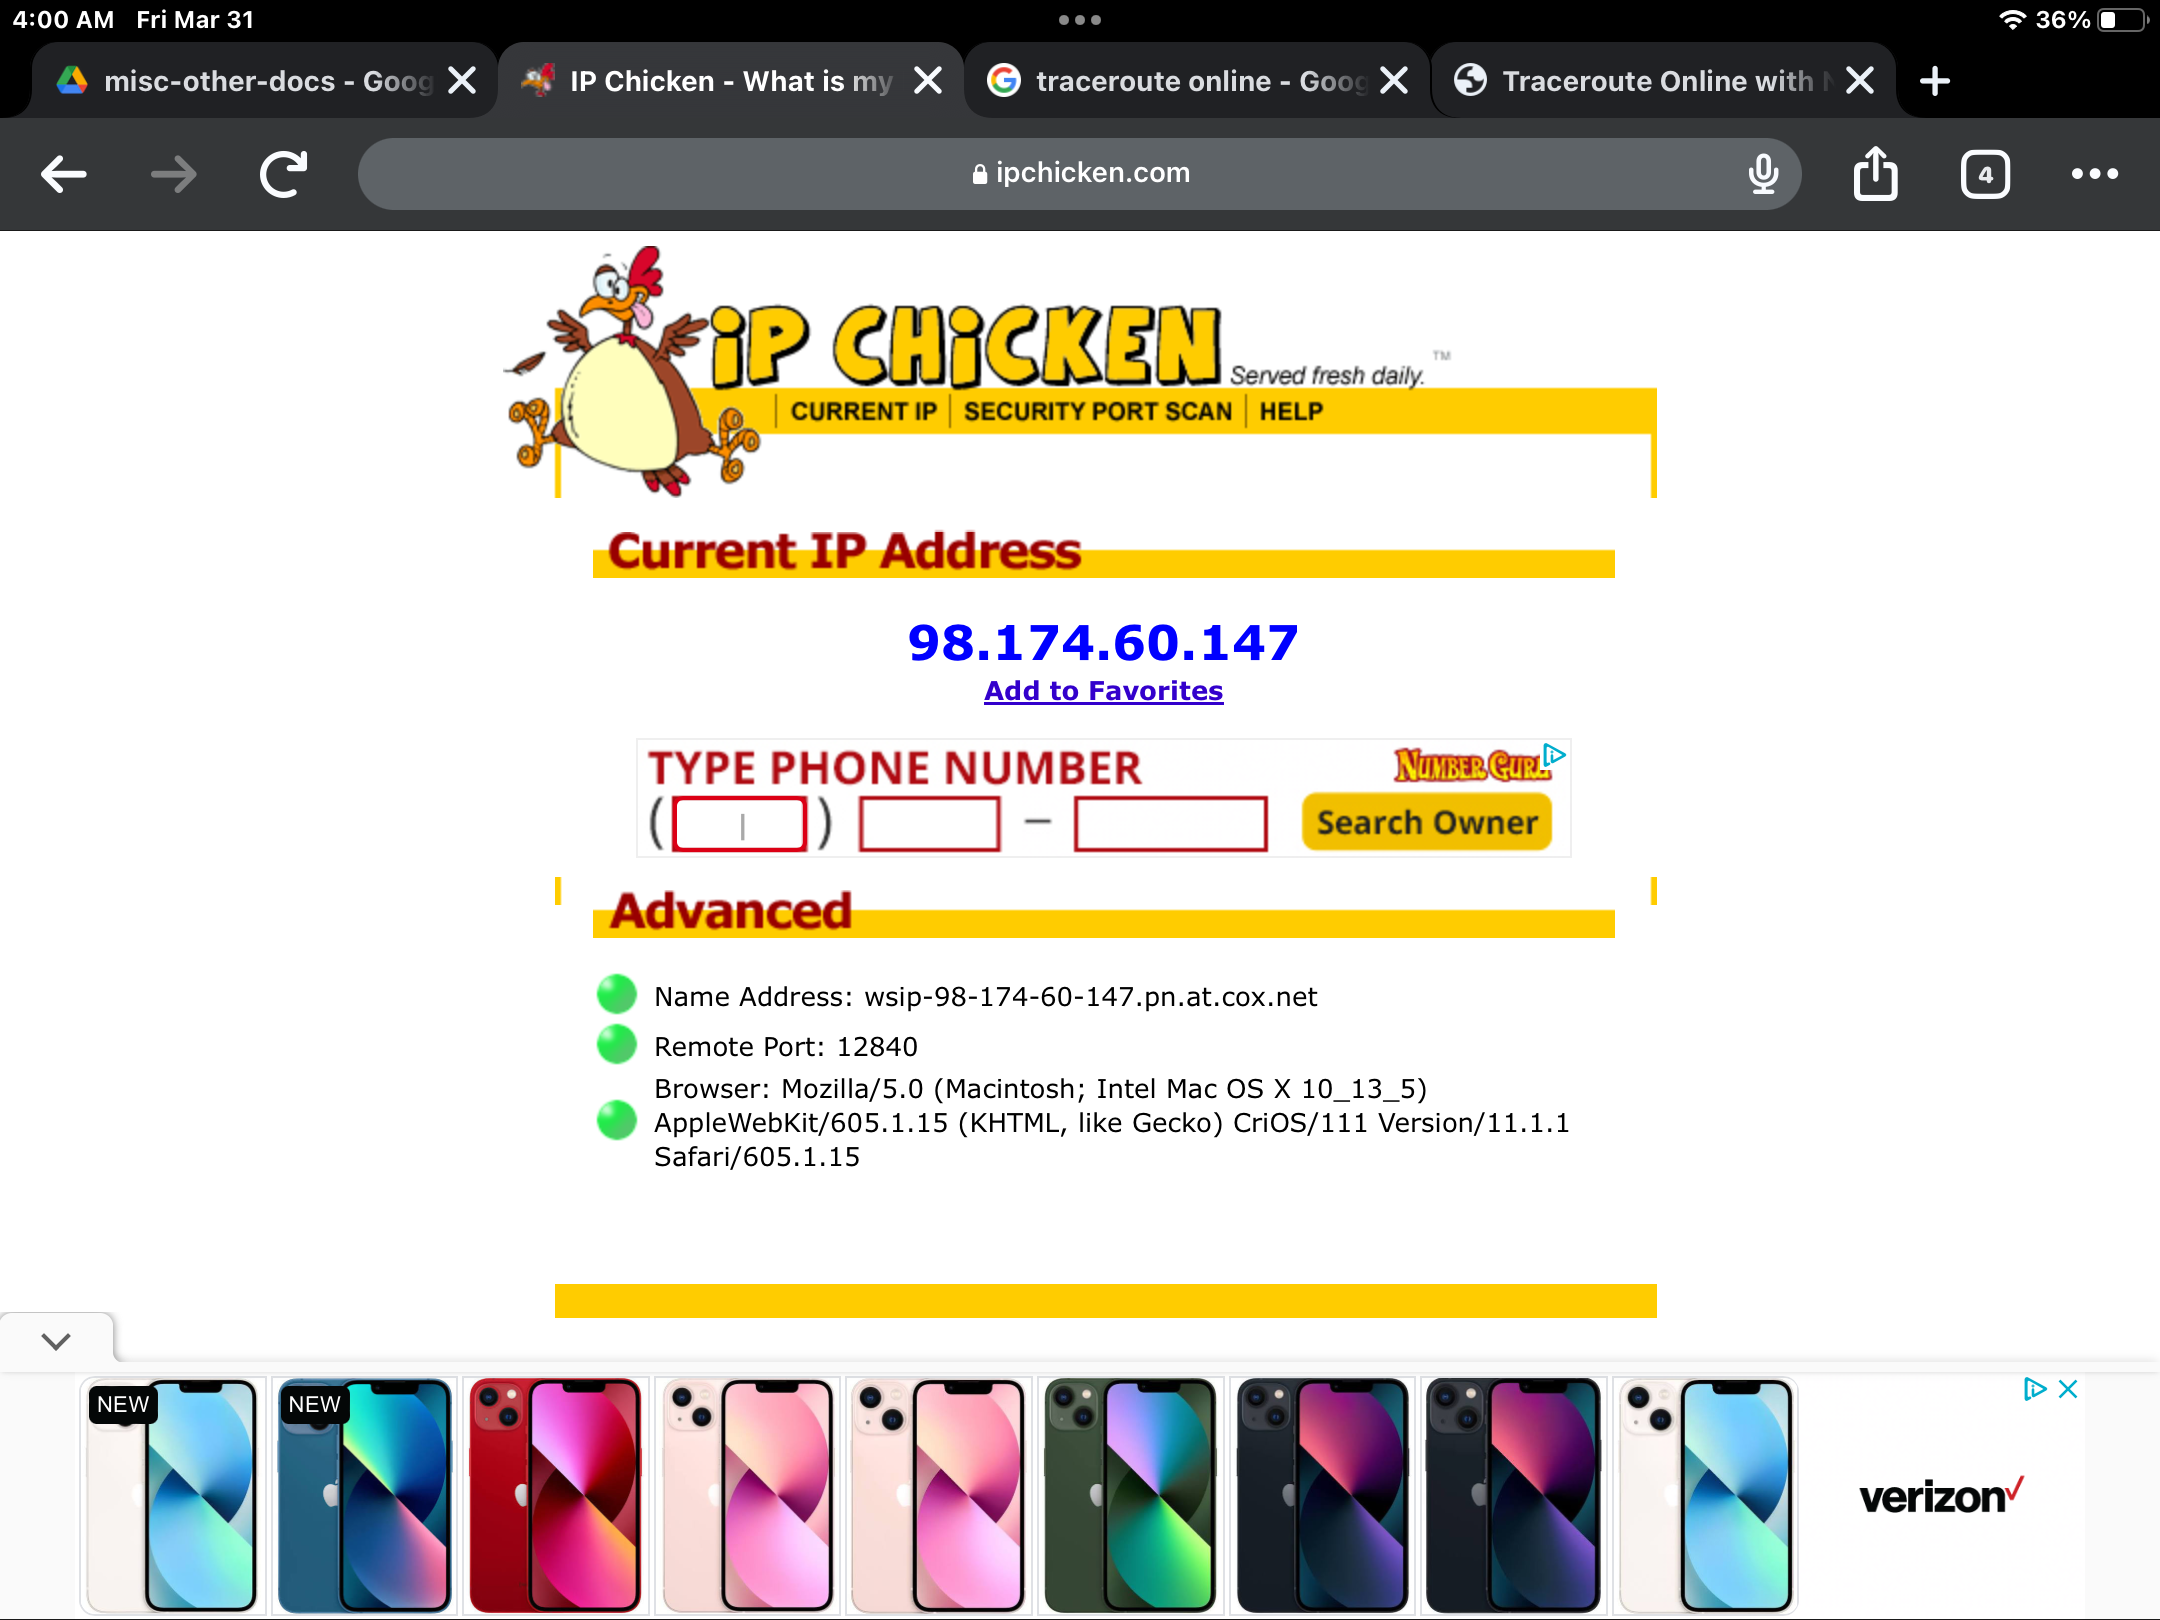 4:00 AM Fri Mar 31
36%
misc-other-docs - Goog
IP Chicken - What is my
traceroute online - Goog
Traceroute Online with
ipchicken.com
4
iP CHiCKEN
Served fresh daily. TM
CURRENT IP | SECURITY PORT SCAN | HELP
Current IP Address
98.174.60.147
Add to Favorites
TYPE PHONE NUMBER
NUMBER GURU
( ) –
Search Owner
Advanced
Name Address: wsip-98-174-60-147.pn.at.cox.net
Remote Port: 12840
Browser: Mozilla/5.0 (Macintosh; Intel Mac OS X 10_13_5)
AppleWebKit/605.1.15 (KHTML, like Gecko) CriOS/111 Version/11.1.1
Safari/605.1.15
NEW
NEW
verizon✓